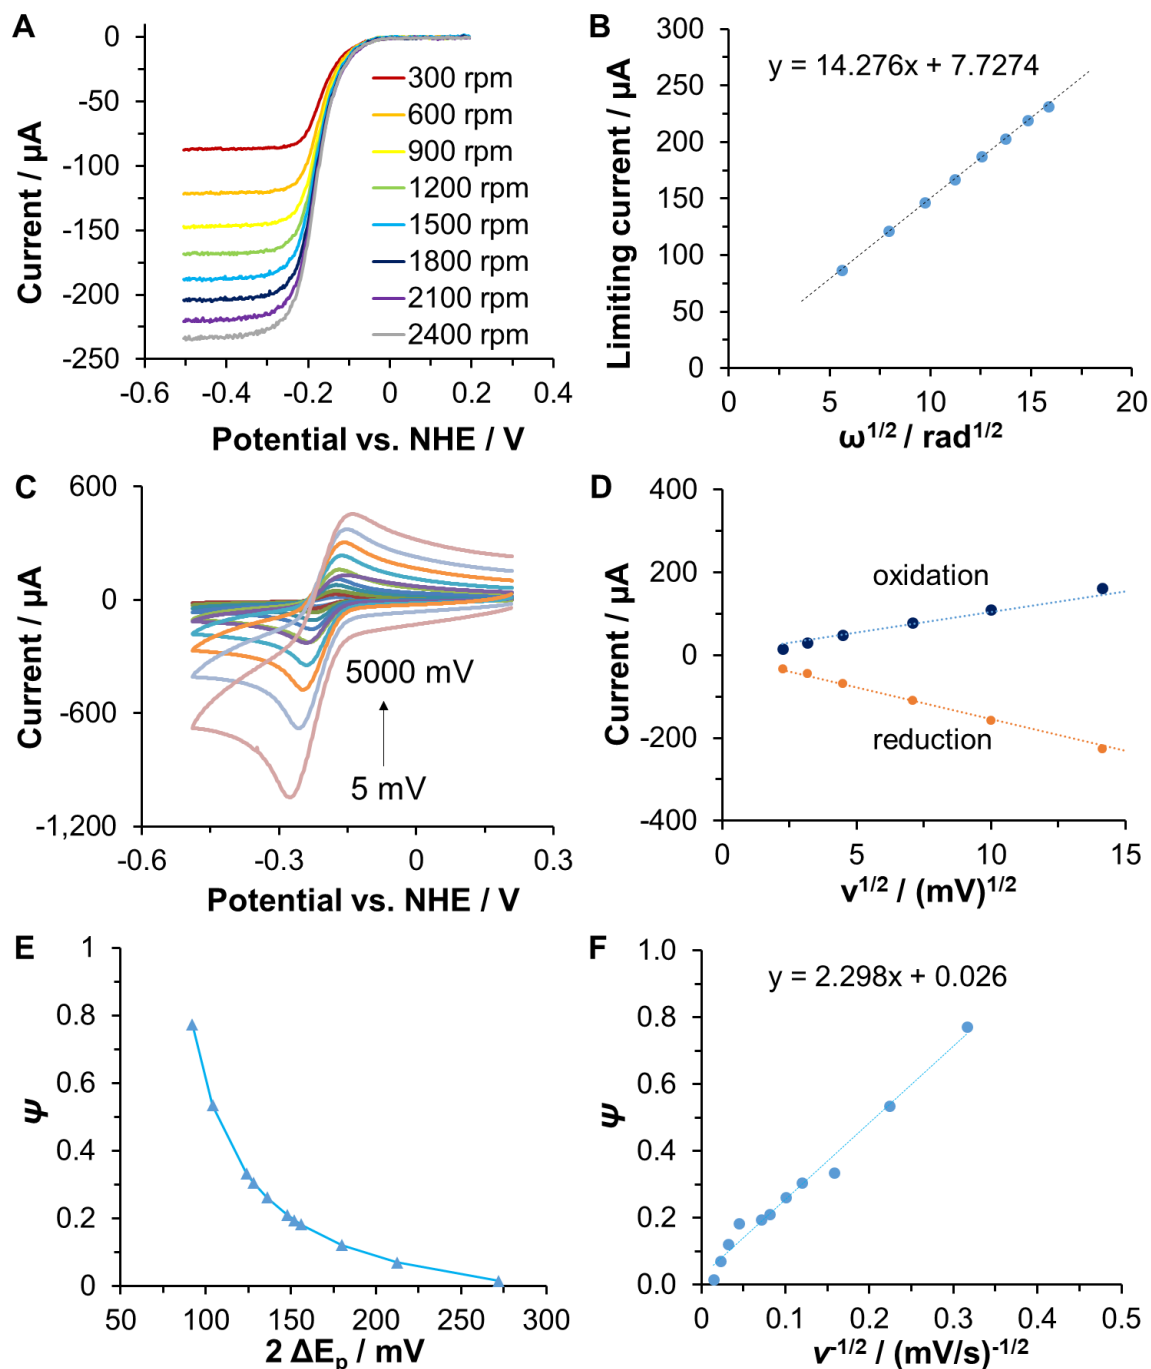 A
0
-50
-100
-150
-200
-250
Current / µA
-0.6
-0.4
-0.2
0
0.2
0.4
Potential vs. NHE / V
300 rpm
600 rpm
900 rpm
1200 rpm
1500 rpm
1800 rpm
2100 rpm
2400 rpm
B
y = 14.276x + 7.7274
300
250
200
150
100
50
0
Limiting current / µA
0
5
10
15
20
ω^1/2 / rad^1/2
C
600
0
-600
-1,200
Current / µA
5000 mV
5 mV
-0.6
-0.3
0
0.3
Potential vs. NHE / V
D
400
200
0
-200
-400
Current / µA
oxidation
reduction
0
5
10
15
v^1/2 / (mV)^1/2
E
1
0.8
0.6
0.4
0.2
0
ψ
50
100
150
200
250
300
2 ΔE_p / mV
F
y = 2.298x + 0.026
1.0
0.8
0.6
0.4
0.2
0.0
ψ
0
0.1
0.2
0.3
0.4
0.5
v^-1/2 / (mV/s)^-1/2